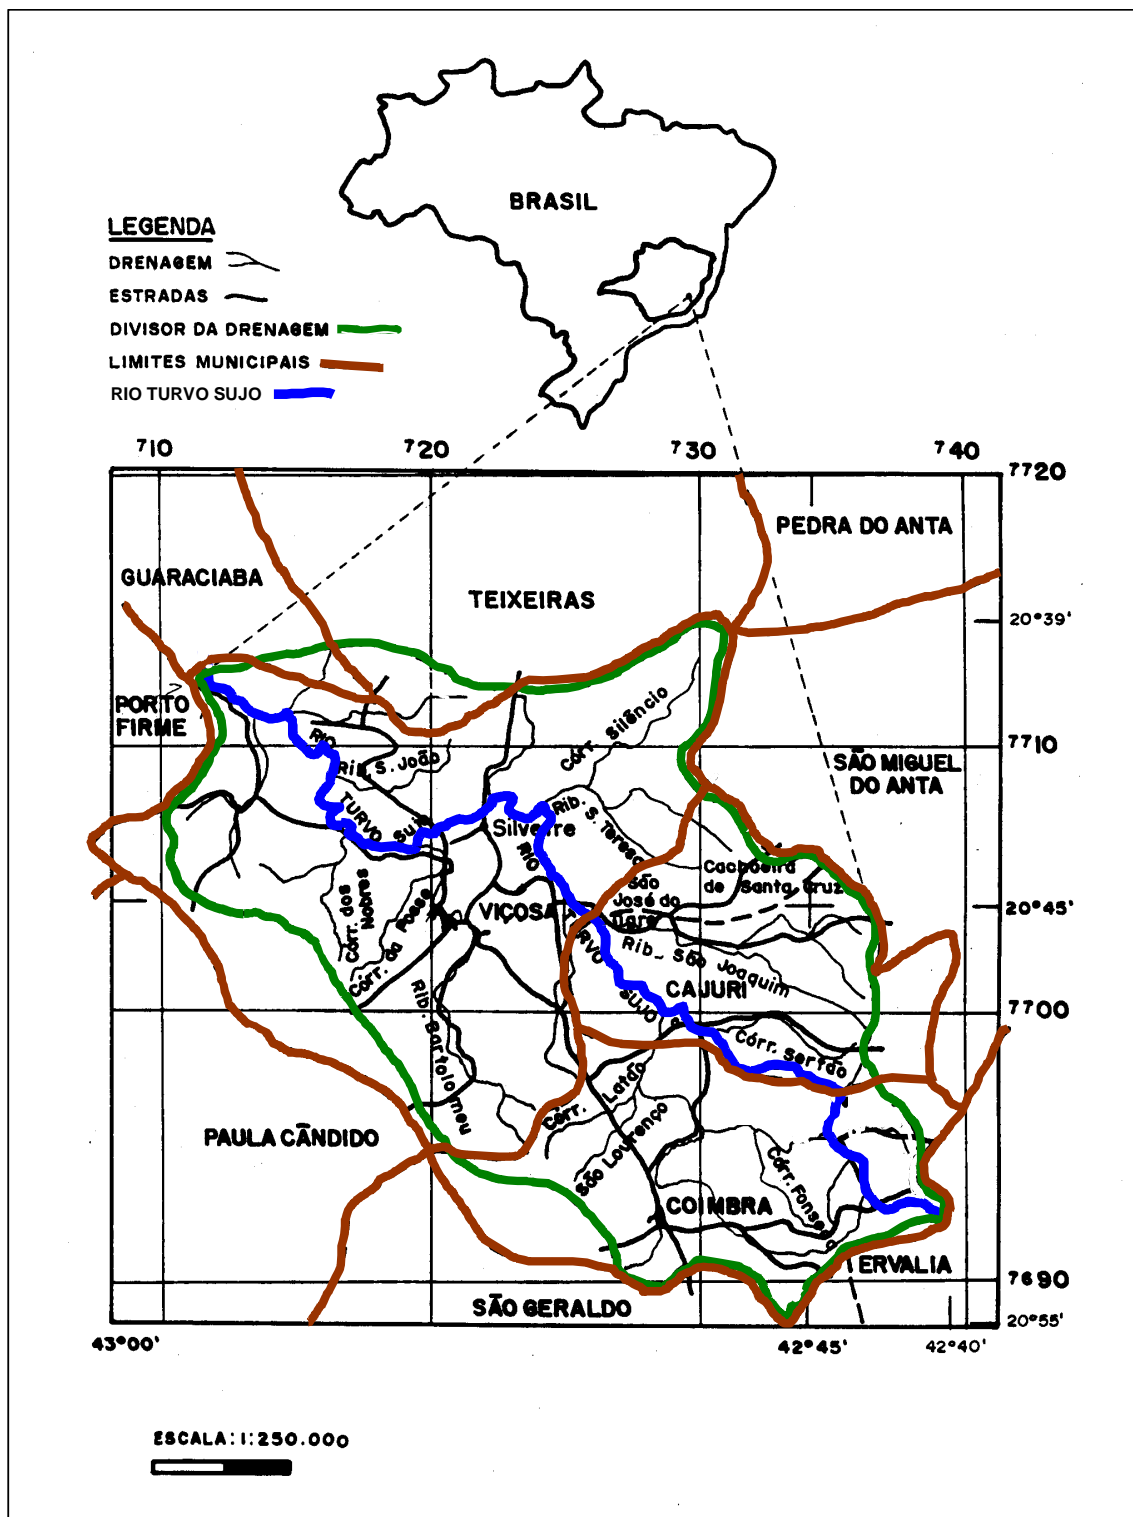 BRASIL
LEGENDA
DRENAGEM
ESTRADAS
DIVISOR DA DRENAGEM
LIMITES MUNICIPAIS
RIO TURVO SUJO
710
720
730
740
7720
PEDRA DO ANTA
GUARACIABA
TEIXEIRAS
20°39'
PORTO
FIRME
Córr. Silêncio
RIO
7710
Rib. S. João
SÃO MIGUEL
DO ANTA
TURVO
Sujo
Silvestre
Rib.
S. Teresa
RIO
Cachoeira
de Santa Cruz
São
José do
Córr. dos
Nobres
Córr. da Posse
VIÇOSA
20°45'
TURVO
Rib. São Joaquim
SUJO
CAJURI
7700
Rib. Bartolomeu
Córr. Sertão
Córr. Latão
PAULA CÂNDIDO
São Lourenço
Córr. Fonseca
COIMBRA
ERVALIA
7690
SÃO GERALDO
20°55'
43°00'
42°45'
42°40'
ESCALA: 1:250.000